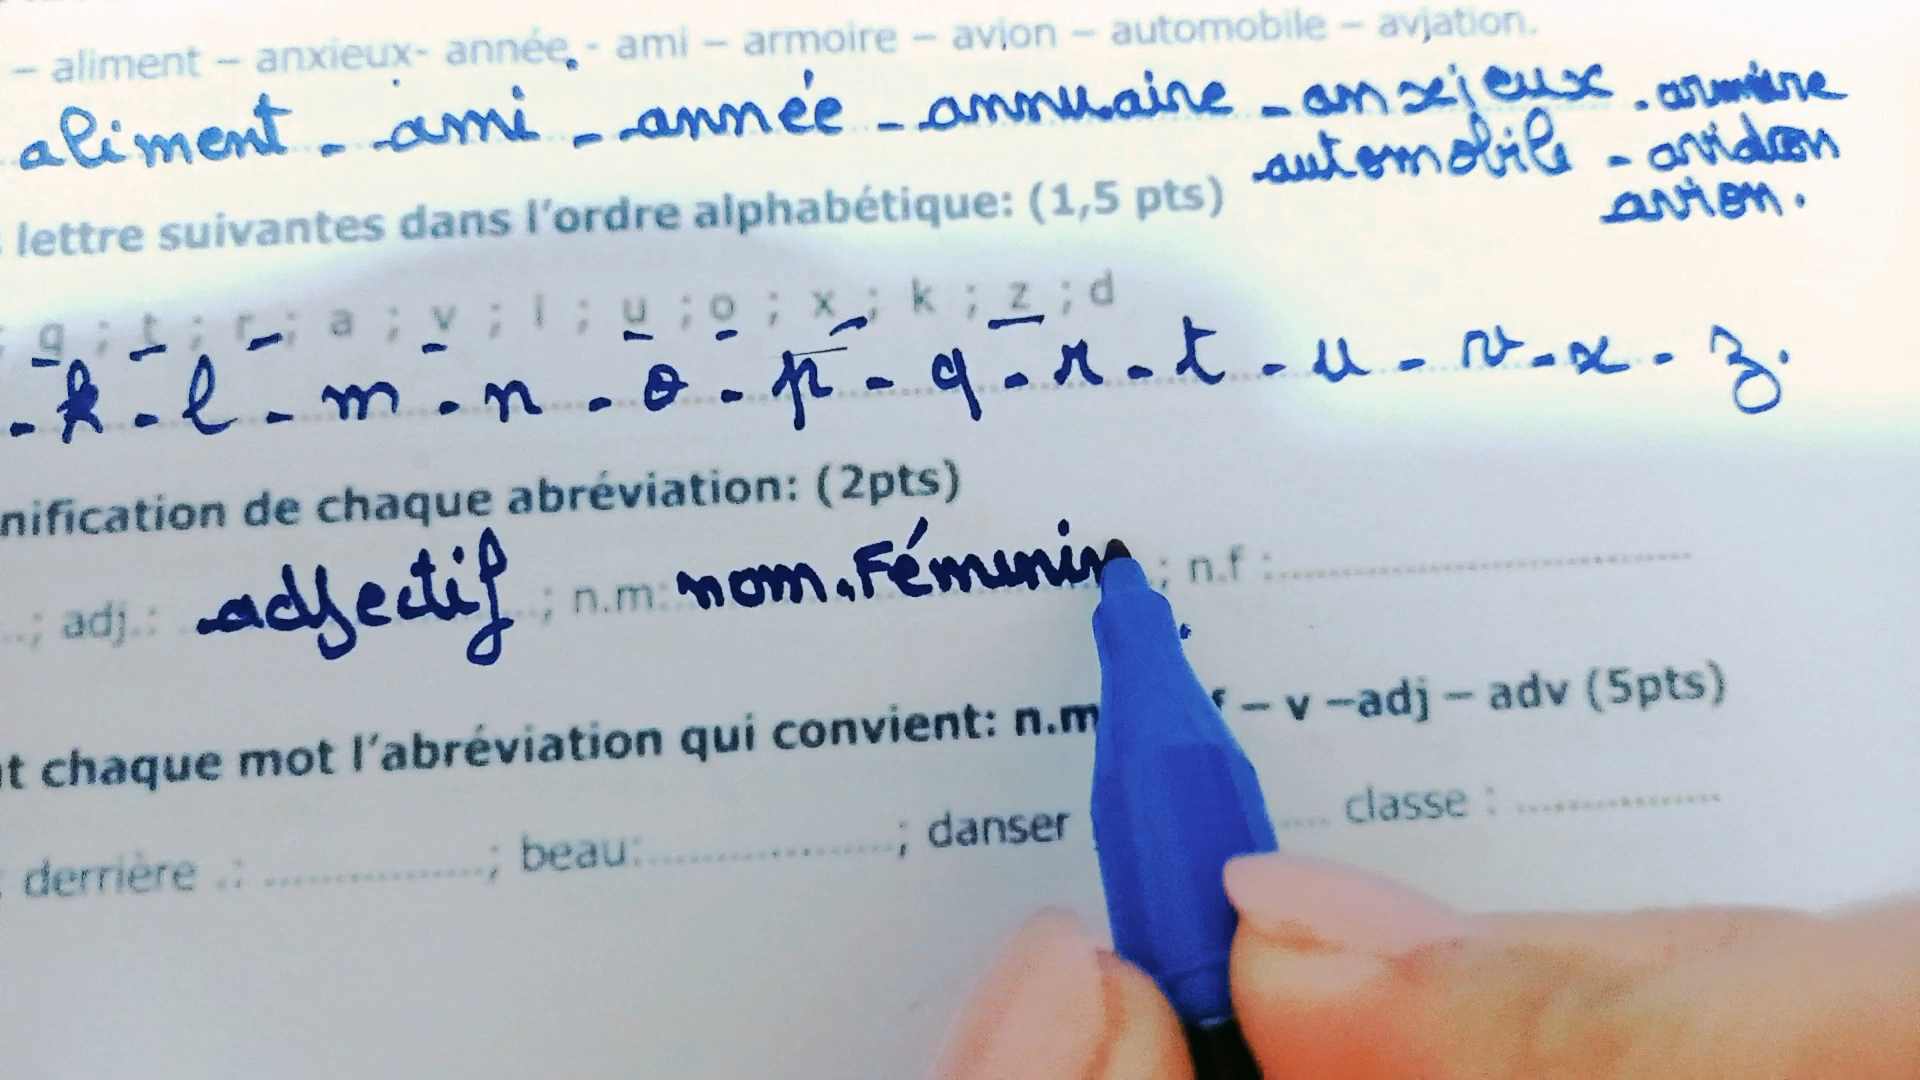 – aliment – anxieux- année - ami – armoire – avion – automobile – aviation.
aliment - ami - année - annuaire - anxieux - armoire
automobile -
avion.
lettre suivantes dans l'ordre alphabétique: (1,5 pts)
; g ; t ; r ; a ; v ; l ; u ; o ; x ; k ; z ; d
- k - l - m - n - o - p - q - r - t - u - v - x - z.
nification de chaque abréviation: (2pts)
..; adj.: adjectif ; n.m: nom.Féminin ; n.f :
t chaque mot l'abréviation qui convient: n.m f – v –adj – adv (5pts)
: derrière .: ; beau: ; danser classe :